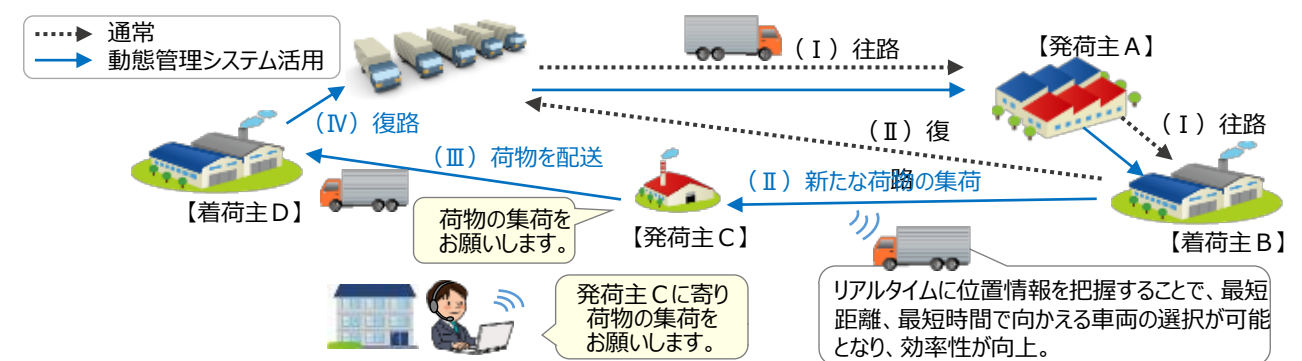 通常
動態管理システム活用
（Ⅰ）往路
【発荷主A】
（Ⅳ）復路
（Ⅱ）復
路
（Ⅰ）往路
（Ⅲ）荷物を配送
（Ⅱ）新たな荷物の集荷
【着荷主D】
荷物の集荷を
お願いします。
【発荷主C】
【着荷主B】
発荷主Cに寄り
荷物の集荷を
お願いします。
リアルタイムに位置情報を把握することで、最短
距離、最短時間で向かえる車両の選択が可能
となり、効率性が向上。